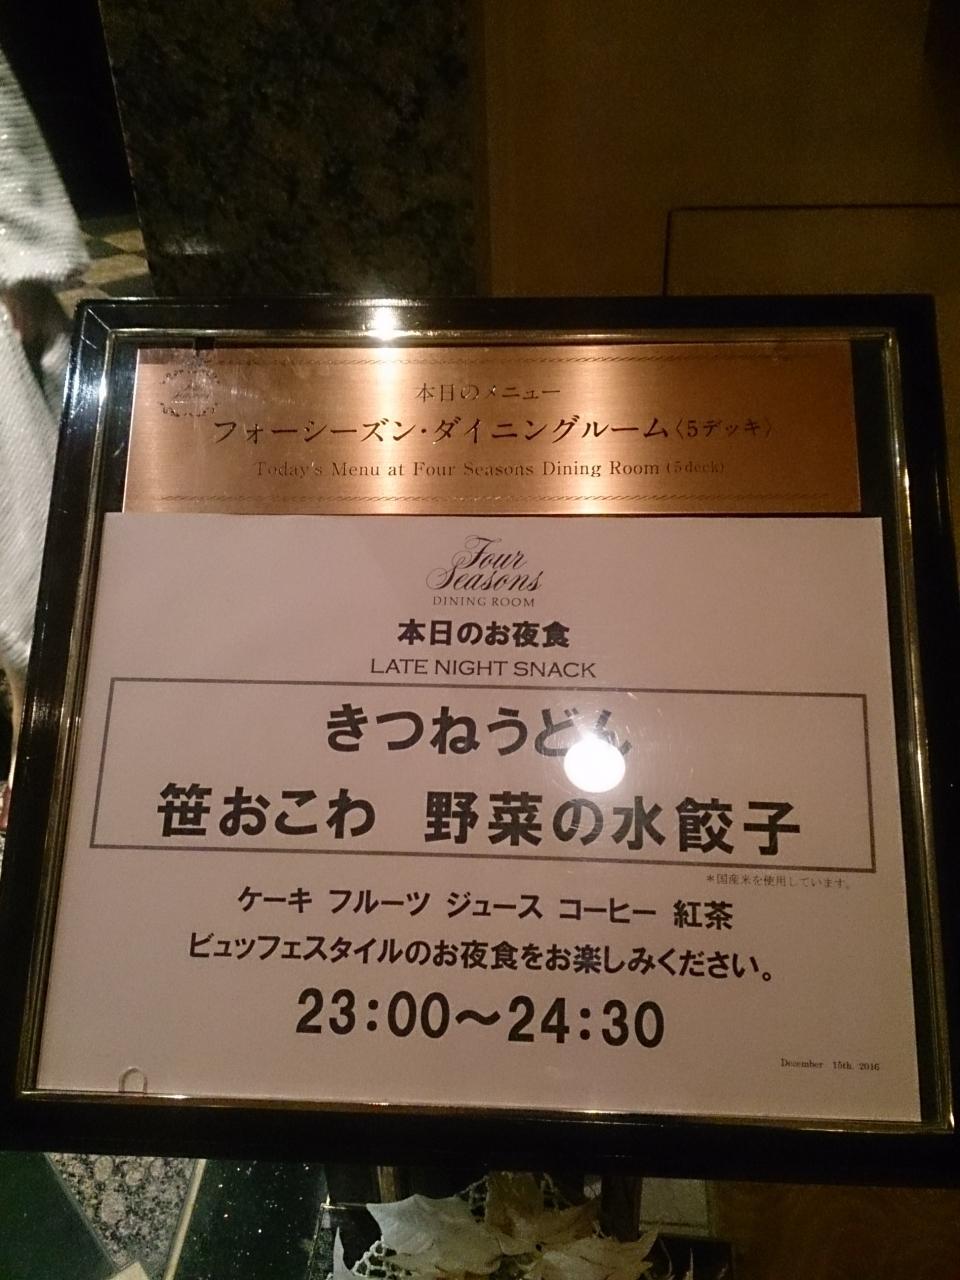 本日のメニュー
フォーシーズン・ダイニングルーム〈5デッキ〉
Today's Menu at Four Seasons Dining Room (5deck)
Four
Seasons
DINING ROOM
本日のお夜食
LATE NIGHT SNACK
きつねうどん
笹おこわ 野菜の水餃子
＊国産米を使用しています。
ケーキ フルーツ ジュース コーヒー 紅茶
ビュッフェスタイルのお夜食をお楽しみください。
23:00～24:30
December 15th. 2016